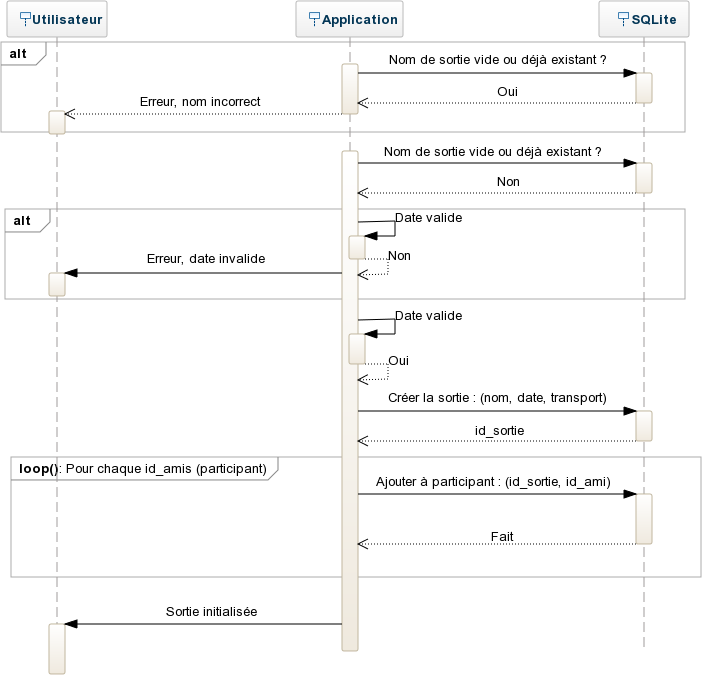 Utilisateur
Application
SQLite
alt
Nom de sortie vide ou déjà existant ?
Oui
Erreur, nom incorrect
Nom de sortie vide ou déjà existant ?
Non
alt
Date valide
Non
Erreur, date invalide
Date valide
Oui
Créer la sortie : (nom, date, transport)
id_sortie
loop(): Pour chaque id_amis (participant)
Ajouter à participant : (id_sortie, id_ami)
Fait
Sortie initialisée